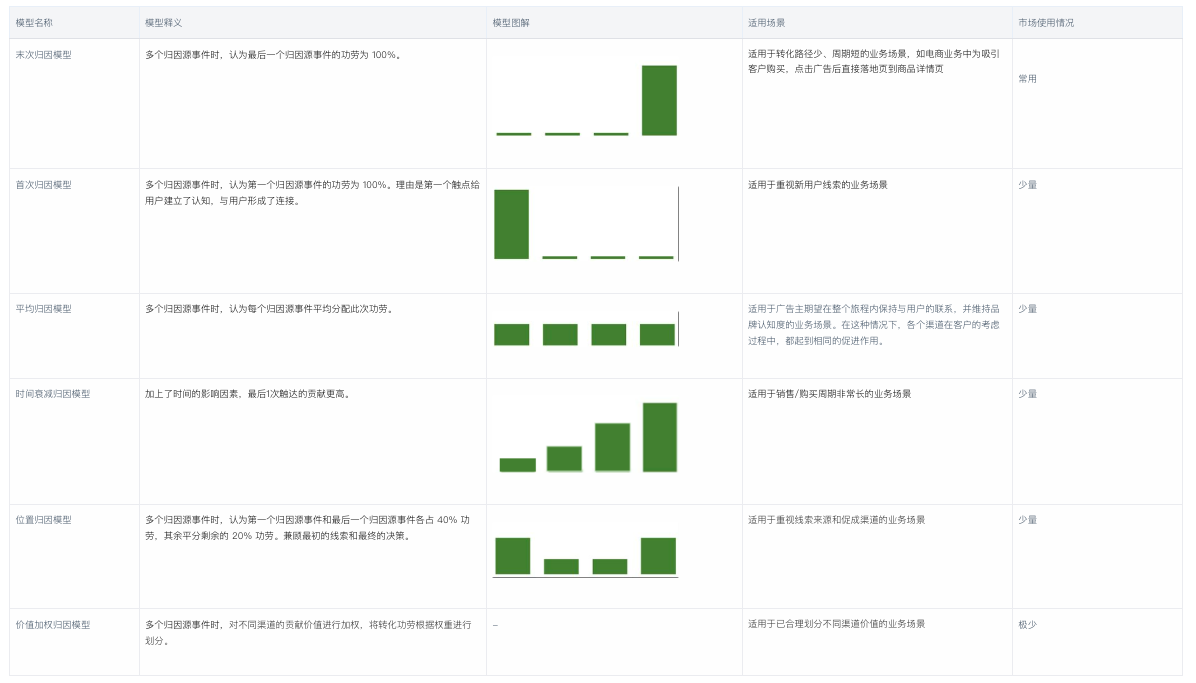 模型名称
模型释义
模型图解
适用场景
市场使用情况
末次归因模型
多个归因源事件时，认为最后一个归因源事件的功劳为 100%。
适用于转化路径少、周期短的业务场景，如电商业务中为吸引
客户购买，点击广告后直接落地页到商品详情页
常用
首次归因模型
多个归因源事件时，认为第一个归因源事件的功劳为 100%。理由是第一个触点给
用户建立了认知，与用户形成了连接。
适用于重视新用户线索的业务场景
少量
平均归因模型
多个归因源事件时，认为每个归因源事件平均分配此次功劳。
适用于广告主期望在整个旅程内保持与用户的联系，并维持品
牌认知度的业务场景。在这种情况下，各个渠道在客户的考虑
过程中，都起到相同的促进作用。
少量
时间衰减归因模型
加上了时间的影响因素，最后1次触达的贡献更高。
适用于销售/购买周期非常长的业务场景
少量
位置归因模型
多个归因源事件时，认为第一个归因源事件和最后一个归因源事件各占 40% 功
劳，其余平分剩余的 20% 功劳。兼顾最初的线索和最终的决策。
适用于重视线索来源和促成渠道的业务场景
少量
价值加权归因模型
多个归因源事件时，对不同渠道的贡献价值进行加权，将转化功劳根据权重进行
划分。
–
适用于已合理划分不同渠道价值的业务场景
极少